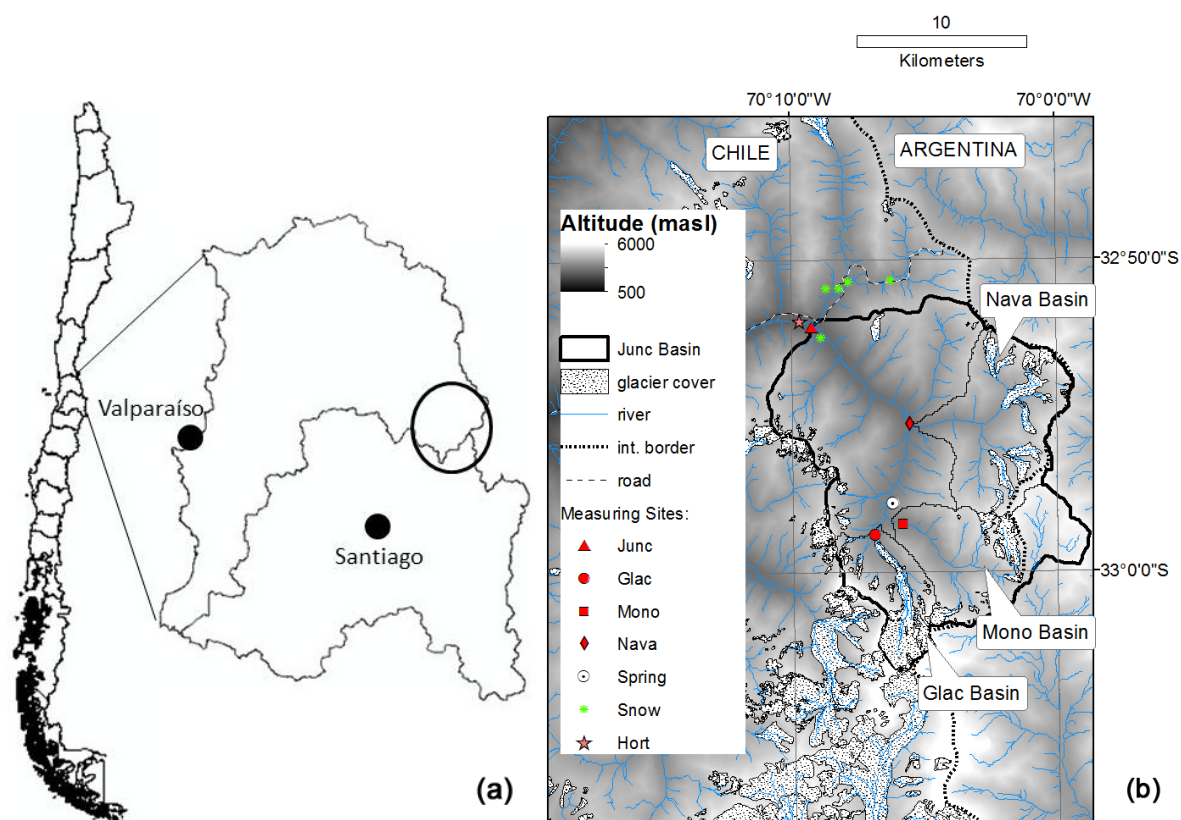 Valparaíso
Santiago
(a)
10
Kilometers
70°10'0"W
70°0'0"W
CHILE
ARGENTINA
Altitude (masl)
6000
500
Junc Basin
glacier cover
river
int. border
road
Measuring Sites:
Junc
Glac
Mono
Nava
Spring
Snow
Hort
32°50'0"S
Nava Basin
33°0'0"S
Mono Basin
Glac Basin
(b)